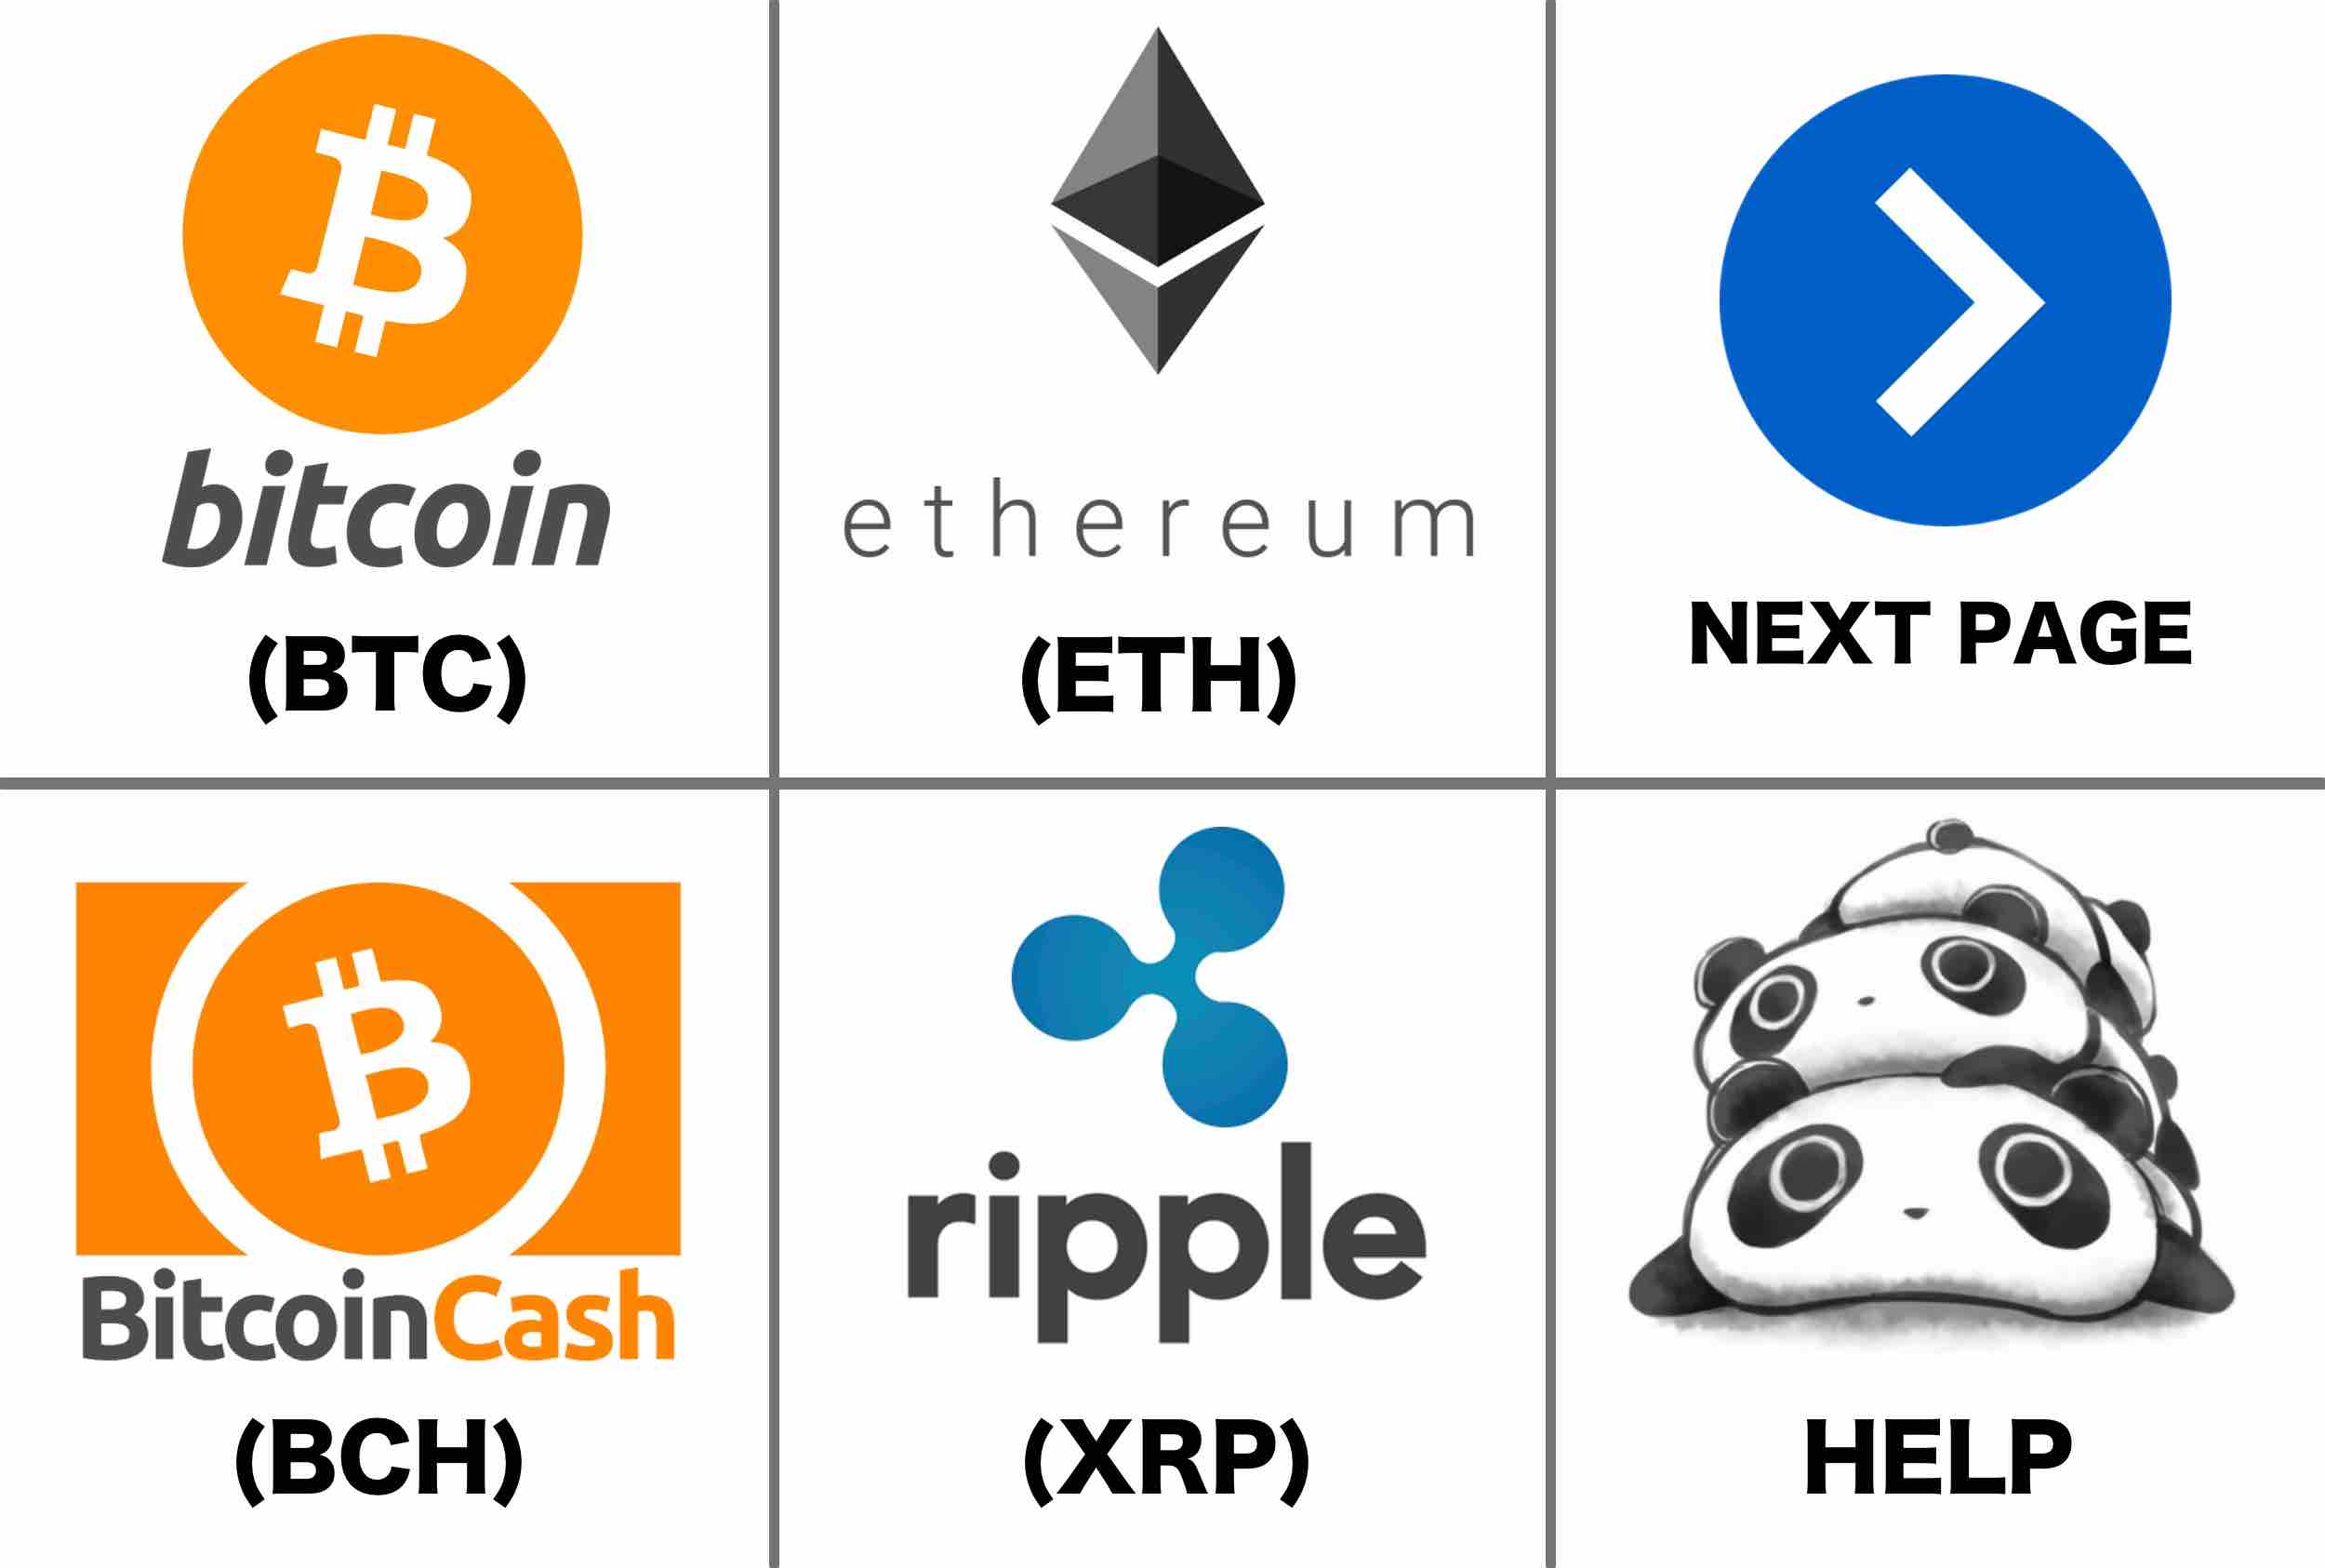 bitcoin
(BTC)
ethereum
(ETH)
NEXT PAGE
BitcoinCash
(BCH)
ripple
(XRP)
HELP